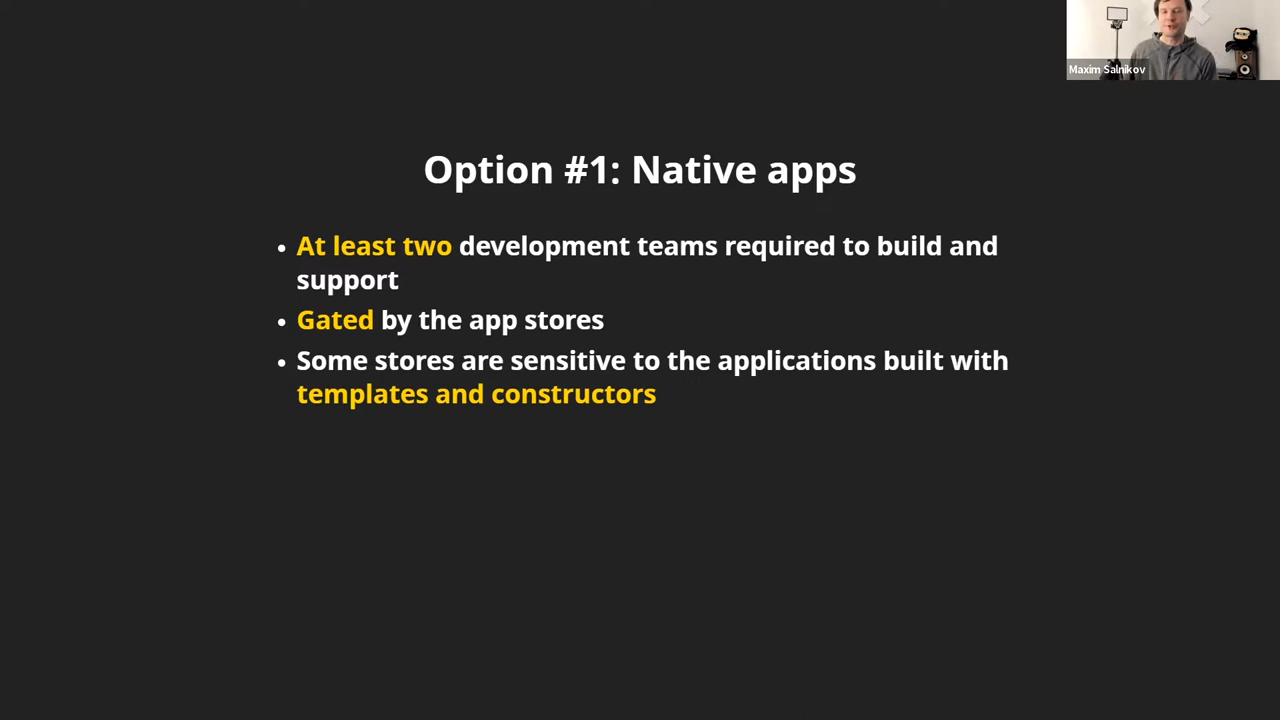 Maxim Salnikov
Option #1: Native apps
• At least two development teams required to build and
support
• Gated by the app stores
• Some stores are sensitive to the applications built with
templates and constructors